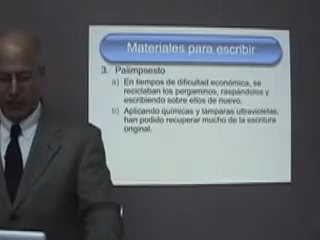 Materiales para escribir
3. Palimpsesto
a) En tiempos de dificultad económica, se
reciclaban los pergaminos, raspándolos y
escribiendo sobre ellos de nuevo.
b) Aplicando químicas y lámparas ultravioletas,
han podido recuperar mucho de la escritura
original.